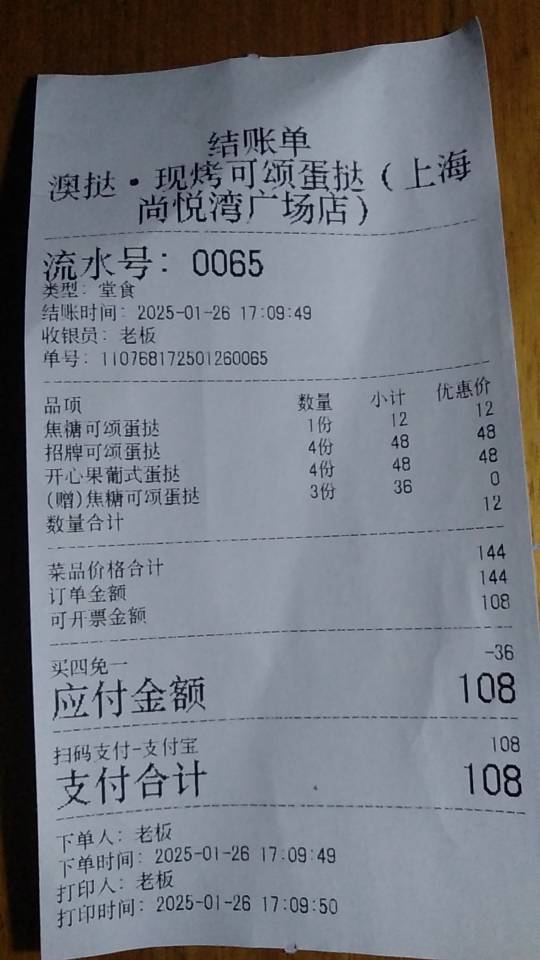 结账单
澳挞·现烤可颂蛋挞(上海
尚悦湾广场店)
流水号: 0065
类型: 堂食
结账时间: 2025-01-26 17:09:49
收银员: 老板
单号: 110768172501260065
品项 数量 小计 优惠价
焦糖可颂蛋挞 1份 12 12
招牌可颂蛋挞 4份 48 48
开心果葡式蛋挞 4份 48 48
(赠)焦糖可颂蛋挞 3份 36 0
数量合计 12
菜品价格合计 144
订单金额 144
可开票金额 108
买四免一 -36
应付金额 108
扫码支付-支付宝 108
支付合计 108
下单人: 老板
下单时间: 2025-01-26 17:09:49
打印人: 老板
打印时间: 2025-01-26 17:09:50